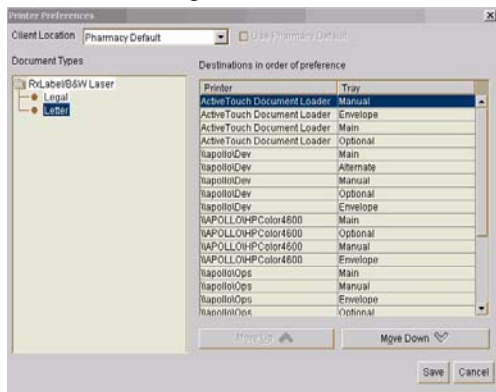 Printer Preferences
Client Location Pharmacy Default Use Pharmacy Default
Document Types
Destinations in order of preference
RxLabel/B&W Laser
Legal
Letter
Printer Tray
ActiveTouch Document Loader Manual
ActiveTouch Document Loader Envelope
ActiveTouch Document Loader Main
ActiveTouch Document Loader Optional
\\apollo\Dev Main
\\apollo\Dev Alternate
\\apollo\Dev Manual
\\apollo\Dev Optional
\\apollo\Dev Envelope
\\APOLLO\HPColor4600 Main
\\APOLLO\HPColor4600 Optional
\\APOLLO\HPColor4600 Manual
\\APOLLO\HPColor4600 Envelope
\\apollo\Ops Main
\\apollo\Ops Manual
\\apollo\Ops Envelope
\\apollo\Ops Optional
Move Up Move Down
Save Cancel